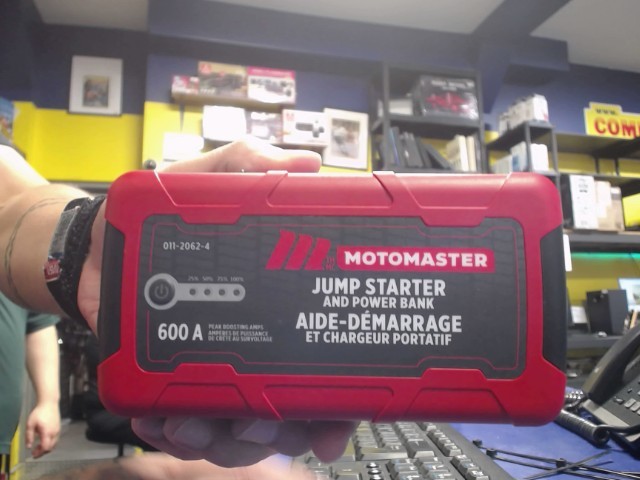 COM
011-2062-4
MOTOMASTER
25% 50% 75% 100%
JUMP STARTER
AND POWER BANK
600 A
PEAK BOOSTING AMPS
AMPÈRES DE PUISSANCE
DE CRÊTE AU SURVOLTAGE
AIDE-DÉMARRAGE
ET CHARGEUR PORTATIF